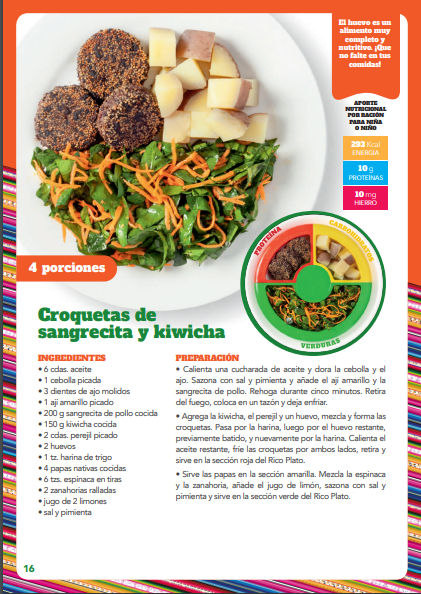 El huevo es un
alimento muy
completo y
nutritivo. ¡Que
no falte en tus
comidas!
APORTE
NUTRICIONAL
POR RACIÓN
PARA NIÑA
O NIÑO
293 Kcal
ENERGÍA
10 g
PROTEÍNAS
10 mg
HIERRO
4 porciones
PROTEÍNA
CARBOHIDRATOS
VERDURAS
Croquetas de
sangrecita y kiwicha
INGREDIENTES
• 6 cdas. aceite
• 1 cebolla picada
• 3 dientes de ajo molidos
• 1 ají amarillo picado
• 200 g sangrecita de pollo cocida
• 150 g kiwicha cocida
• 2 cdas. perejil picado
• 2 huevos
• 1 tz. harina de trigo
• 4 papas nativas cocidas
• 6 tzs. espinaca en tiras
• 2 zanahorias ralladas
• jugo de 2 limones
• sal y pimienta
PREPARACIÓN
• Calienta una cucharada de aceite y dora la cebolla y el
ajo. Sazona con sal y pimienta y añade el ají amarillo y la
sangrecita de pollo. Rehoga durante cinco minutos. Retira
del fuego, coloca en un tazón y deja enfriar.
• Agrega la kiwicha, el perejil y un huevo, mezcla y forma las
croquetas. Pasa por la harina, luego por el huevo restante,
previamente batido, y nuevamente por la harina. Calienta el
aceite restante, fríe las croquetas por ambos lados, retira y
sirve en la sección roja del Rico Plato.
• Sirve las papas en la sección amarilla. Mezcla la espinaca
y la zanahoria, añade el jugo de limón, sazona con sal y
pimienta y sirve en la sección verde del Rico Plato.
16